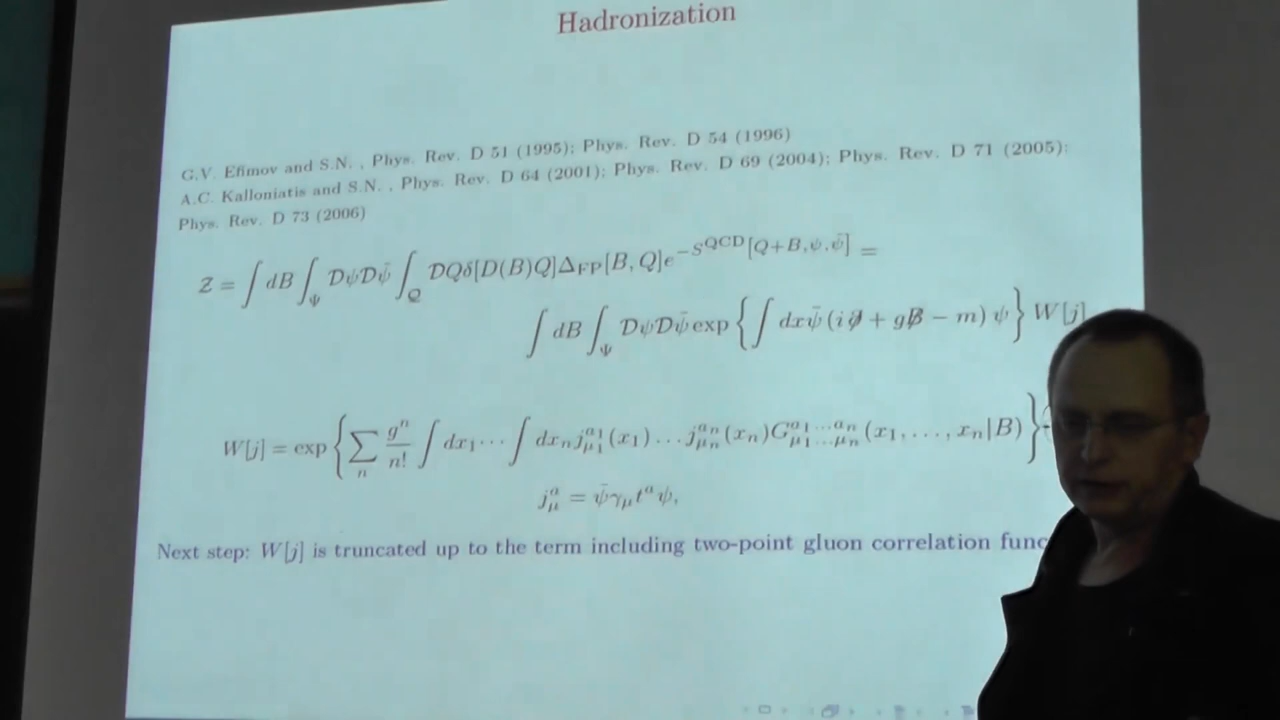 Hadronization
G.V. Efimov and S.N. , Phys. Rev. D 51 (1995); Phys. Rev. D 54 (1996)
A.C. Kalloniatis and S.N. , Phys. Rev. D 64 (2001); Phys. Rev. D 69 (2004); Phys. Rev. D 71 (2005);
Phys. Rev. D 73 (2006)
𝒵 = ∫ dB ∫_Ψ 𝒟ψ𝒟ψ̄ ∫_𝒬 𝒟Qδ[D(B)Q]Δ_FP[B, Q]e^{−S^QCD[Q+B,ψ,ψ̄]} =
∫ dB ∫_Ψ 𝒟ψ𝒟ψ̄ exp { ∫ dxψ̄ (i∂̸ + gB̸ − m) ψ } W[j]
W[j] = exp { ∑_n g^n/n! ∫ dx_1 ··· ∫ dx_n j^{a_1}_{μ_1}(x_1) … j^{a_n}_{μ_n}(x_n)G^{a_1…a_n}_{μ_1…μ_n}(x_1, …, x_n|B) }
j^a_μ = ψ̄γ_μ t^a ψ,
Next step: W[j] is truncated up to the term including two-point gluon correlation func